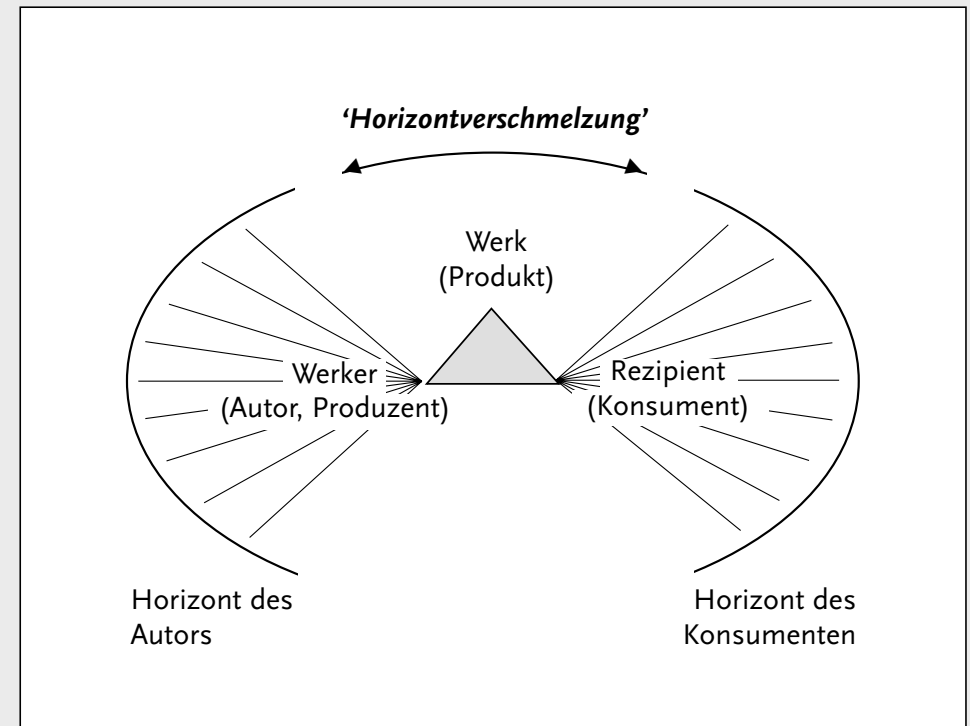 ‘Horizontverschmelzung’
Werk
(Produkt)
Werker
(Autor, Produzent)
Rezipient
(Konsument)
Horizont des
Autors
Horizont des
Konsumenten